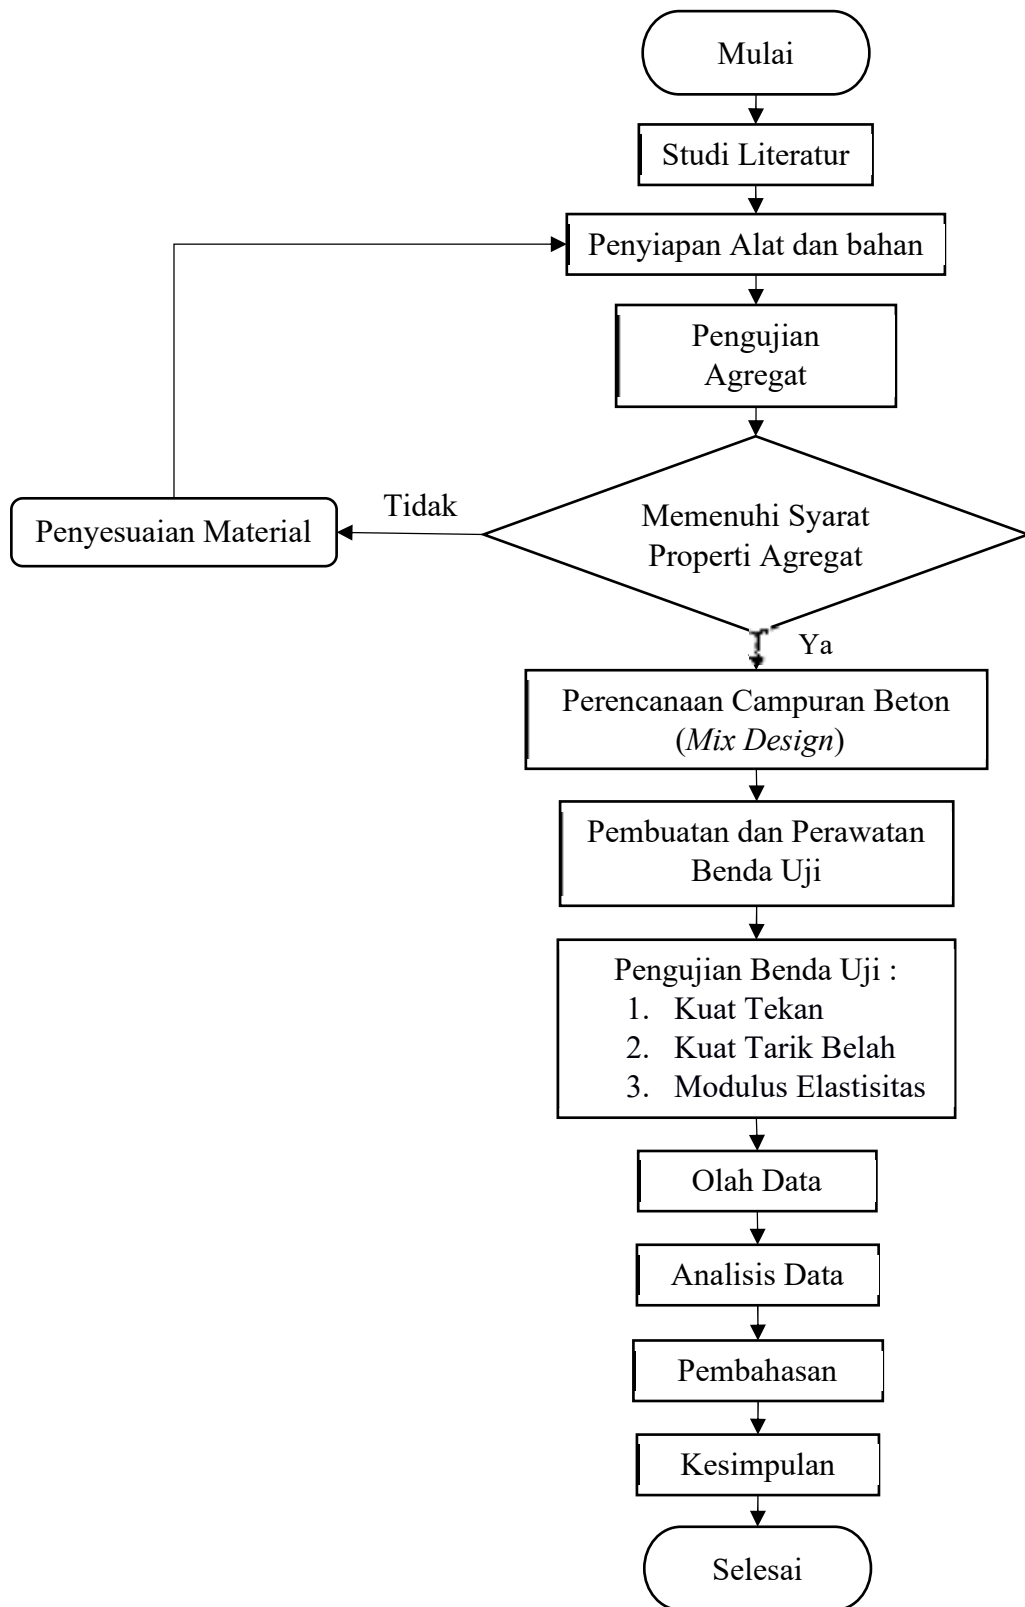 Mulai
Studi Literatur
Penyiapan Alat dan bahan
Pengujian
Agregat
Memenuhi Syarat
Properti Agregat
Tidak
Penyesuaian Material
Ya
Perencanaan Campuran Beton
(Mix Design)
Pembuatan dan Perawatan
Benda Uji
Pengujian Benda Uji :
1. Kuat Tekan
2. Kuat Tarik Belah
3. Modulus Elastisitas
Olah Data
Analisis Data
Pembahasan
Kesimpulan
Selesai